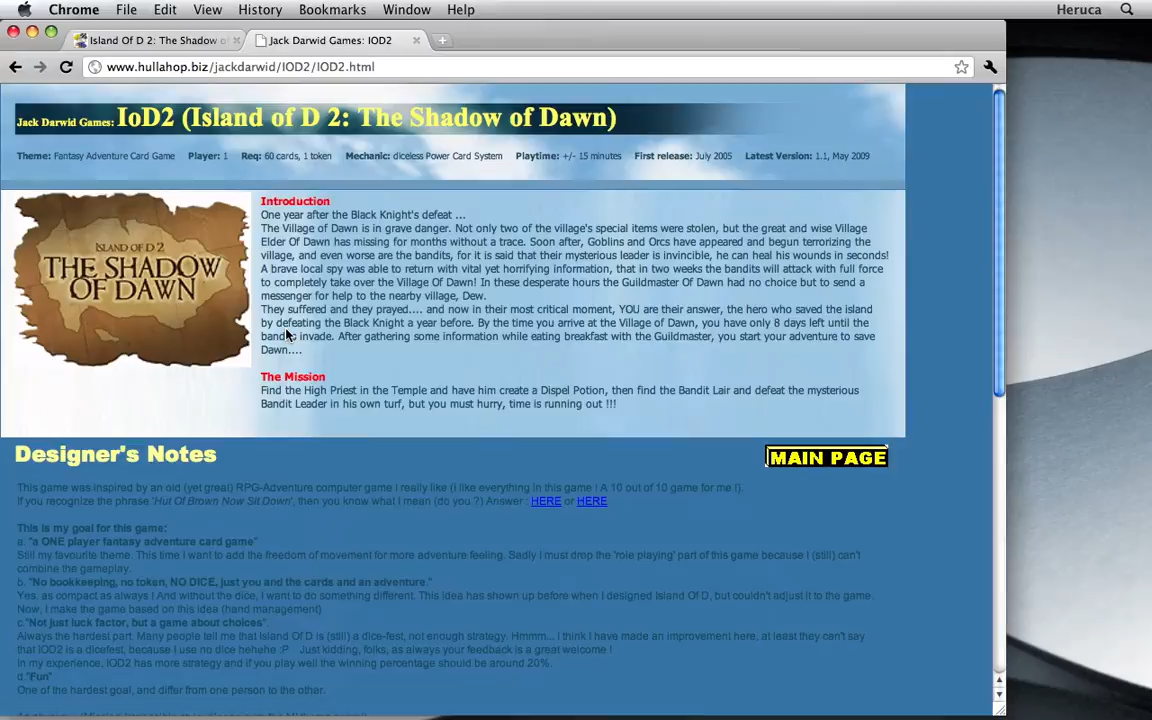 Chrome File Edit View History Bookmarks Window Help Heruca
Island Of D 2: The Shadow of
Jack Darwid Games: IOD2
www.hullahop.biz/jackdarwid/IOD2/IOD2.html
Jack Darwid Games: IoD2 (Island of D 2: The Shadow of Dawn)
Theme: Fantasy Adventure Card Game Player: 1 Req: 60 cards, 1 token Mechanic: diceless Power Card System Playtime: +/- 15 minutes First release: July 2005 Latest Version: 1.1, May 2009
ISLAND OF D 2
THE SHADOW
OF DAWN
Introduction
One year after the Black Knight's defeat ...
The Village of Dawn is in grave danger. Not only two of the village's special items were stolen, but the great and wise Village
Elder Of Dawn has missing for months without a trace. Soon after, Goblins and Orcs have appeared and begun terrorizing the
village, and even worse are the bandits, for it is said that their mysterious leader is invincible, he can heal his wounds in seconds!
A brave local spy was able to return with vital yet horrifying information, that in two weeks the bandits will attack with full force
to completely take over the Village Of Dawn! In these desperate hours the Guildmaster Of Dawn had no choice but to send a
messenger for help to the nearby village, Dew.
They suffered and they prayed.... and now in their most critical moment, YOU are their answer, the hero who saved the island
by defeating the Black Knight a year before. By the time you arrive at the Village of Dawn, you have only 8 days left until the
bandits invade. After gathering some information while eating breakfast with the Guildmaster, you start your adventure to save
Dawn....
The Mission
Find the High Priest in the Temple and have him create a Dispel Potion, then find the Bandit Lair and defeat the mysterious
Bandit Leader in his own turf, but you must hurry, time is running out !!!
Designer's Notes
MAIN PAGE
This game was inspired by an old (yet great) RPG-Adventure computer game I really like (I like everything in this game ! A 10 out of 10 game for me !).
If you recognize the phrase 'Hut Of Brown Now Sit Down', then you know what I mean (do you ?) Answer : HERE or HERE
This is my goal for this game:
a. "a ONE player fantasy adventure card game"
Still my favourite theme. This time I want to add the freedom of movement for more adventure feeling. Sadly I must drop the 'role playing' part of this game because I (still) can't
combine the gameplay.
b. "No bookkeeping, no token, NO DICE, just you and the cards and an adventure."
Yes, as compact as always ! And without the dice, I want to do something different. This idea has shown up before when I designed Island Of D, but couldn't adjust it to the game.
Now, I make the game based on this idea (hand management)
c."Not just luck factor, but a game about choices".
Always the hardest part. Many people tell me that Island Of D is (still) a dice-fest, not enough strategy. Hmmm... I think I have made an improvement here, at least they can't say
that IOD2 is a dicefest, because I use no dice hehehe :P Just kidding, folks, as always your feedback is a great welcome !
In my experience, IOD2 has more strategy and if you play well the winning percentage should be around 20%.
d."Fun"
One of the hardest goal, and differ from one person to the other.